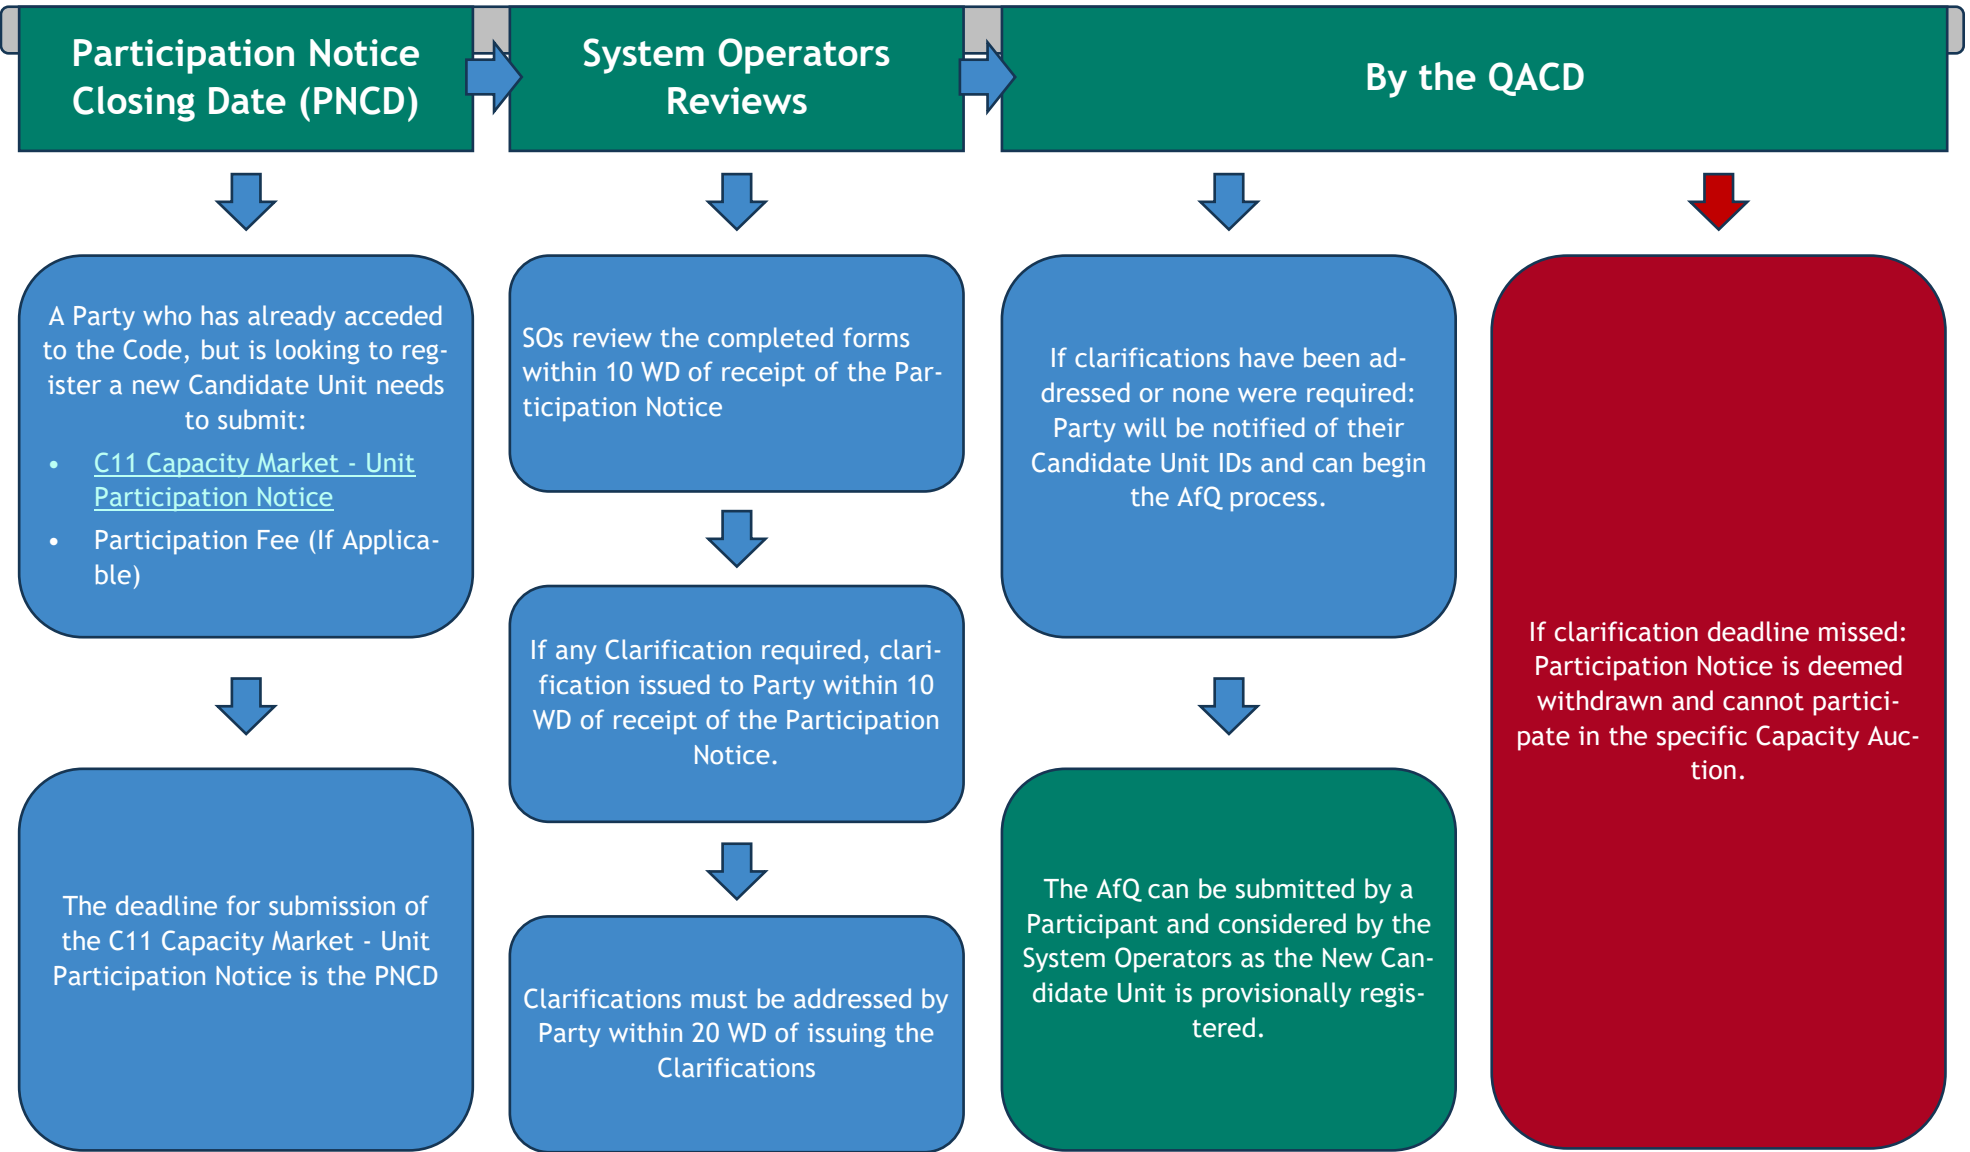 Participation Notice
Closing Date (PNCD)
System Operators
Reviews
By the QACD
A Party who has already acceded
to the Code, but is looking to reg-
ister a new Candidate Unit needs
to submit:
• C11 Capacity Market - Unit
Participation Notice
• Participation Fee (If Applica-
ble)
The deadline for submission of
the C11 Capacity Market - Unit
Participation Notice is the PNCD
SOs review the completed forms
within 10 WD of receipt of the Par-
ticipation Notice
If any Clarification required, clari-
fication issued to Party within 10
WD of receipt of the Participation
Notice.
Clarifications must be addressed by
Party within 20 WD of issuing the
Clarifications
If clarifications have been ad-
dressed or none were required:
Party will be notified of their
Candidate Unit IDs and can begin
the AfQ process.
The AfQ can be submitted by a
Participant and considered by the
System Operators as the New Can-
didate Unit is provisionally regis-
tered.
If clarification deadline missed:
Participation Notice is deemed
withdrawn and cannot partici-
pate in the specific Capacity Auc-
tion.